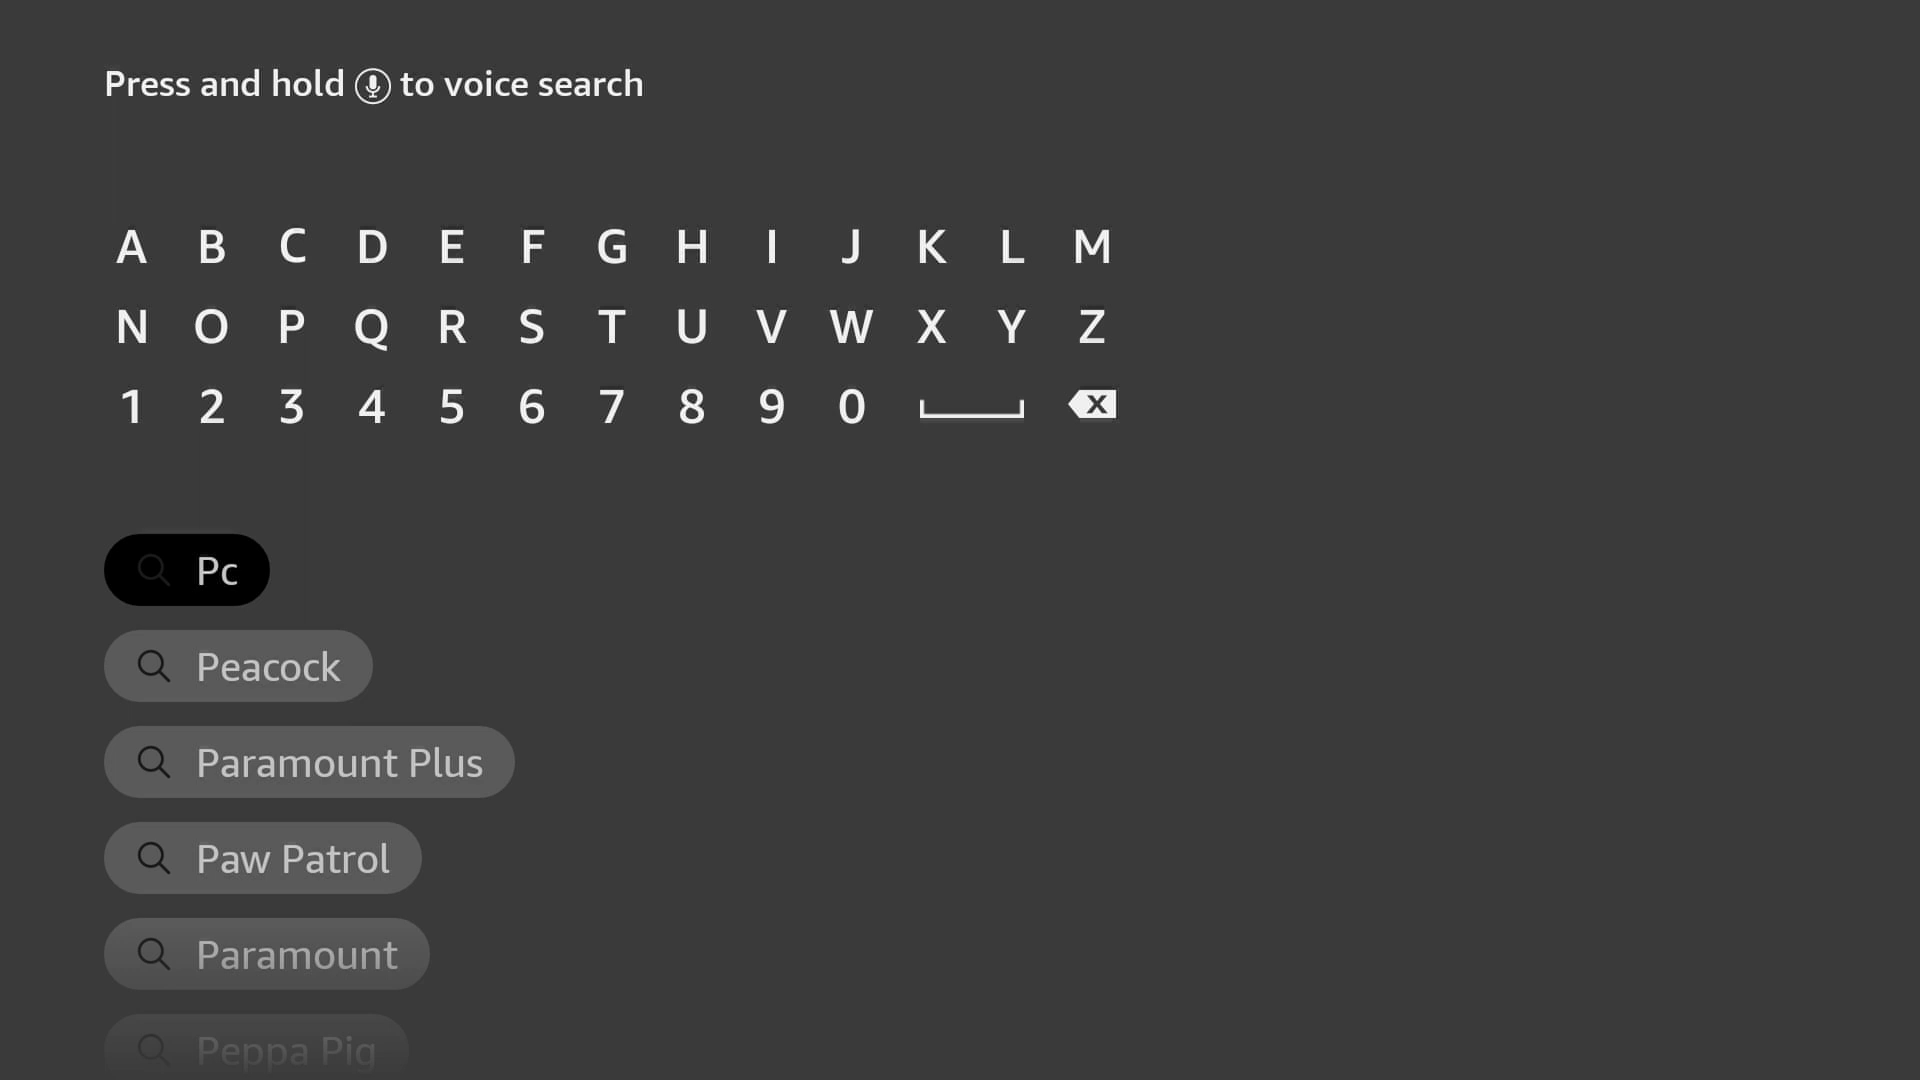 Press and hold to voice search
A B C D E F G H I J K L M
N O P Q R S T U V W X Y Z
1 2 3 4 5 6 7 8 9 0
Pc
Peacock
Paramount Plus
Paw Patrol
Paramount
Peppa Pig